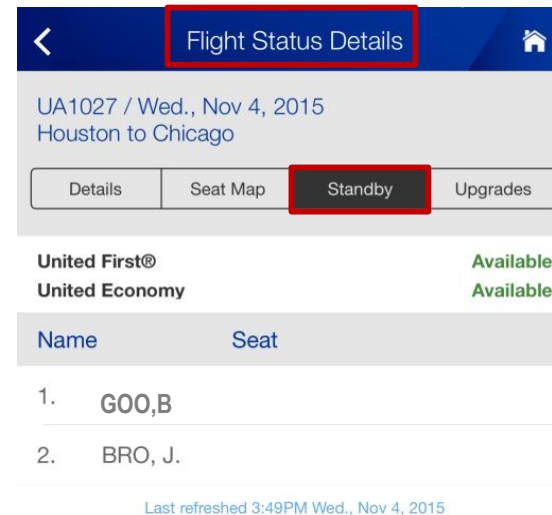 Flight Status Details
UA1027 / Wed., Nov 4, 2015
Houston to Chicago
Details Seat Map Standby Upgrades
United First® Available
United Economy Available
Name Seat
1. GOO,B
2. BRO, J.
Last refreshed 3:49PM Wed., Nov 4, 2015